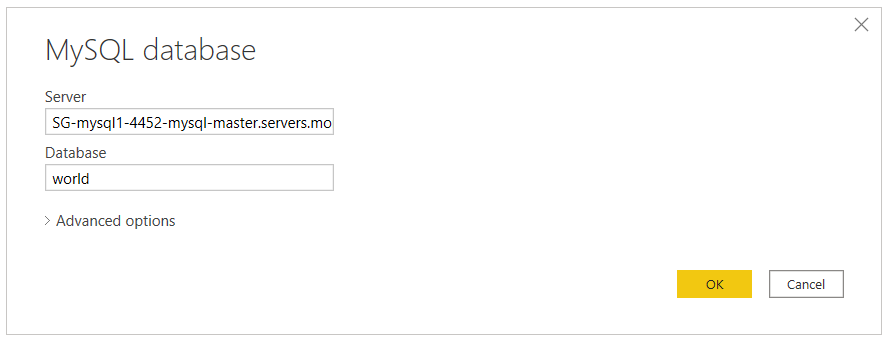 MySQL database
Server
SG-mysql1-4452-mysql-master.servers.mo
Database
world
Advanced options
OK
Cancel